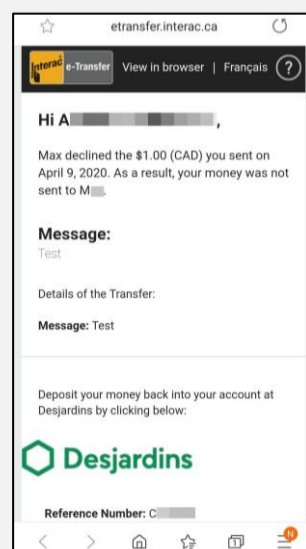 etransfer.interac.ca
Interac e-Transfer View in browser | Français ?
Hi A ,
Max declined the $1.00 (CAD) you sent on
April 9, 2020. As a result, your money was not
sent to M .
Message:
Test
Details of the Transfer:
Message: Test
Deposit your money back into your account at
Desjardins by clicking below:
Desjardins
Reference Number: C
1
N